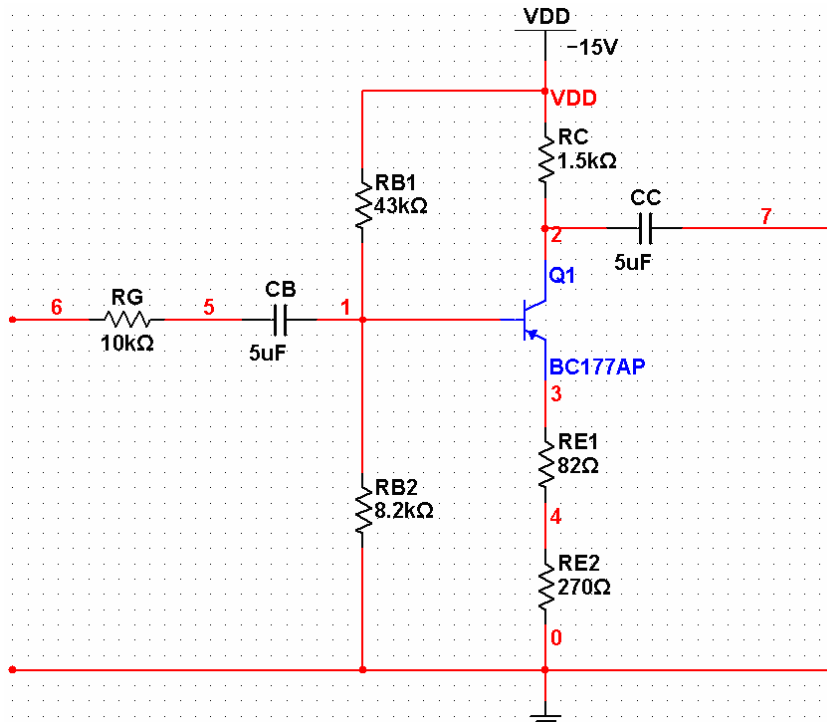 VDD
−15V
VDD
RC
1.5kΩ
RB1
43kΩ
CC
7
2
5uF
Q1
6
RG
5
CB
1
10kΩ
5uF
BC177AP
3
RE1
82Ω
RB2
8.2kΩ
4
RE2
270Ω
0